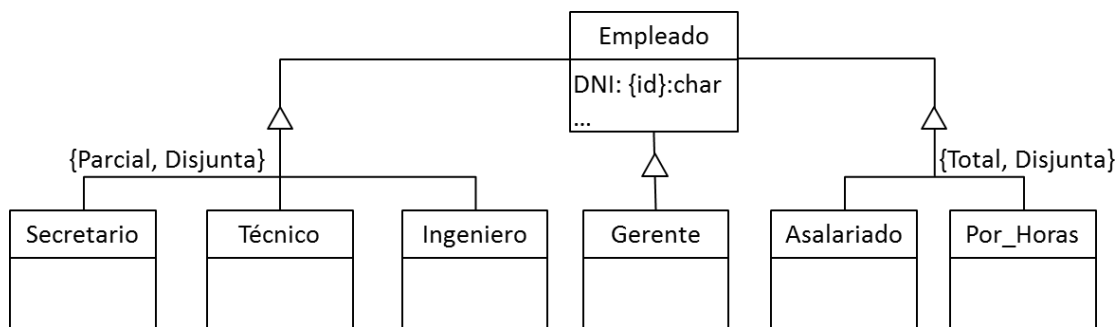 Empleado
DNI: {id}:char
...
{Parcial, Disjunta}
{Total, Disjunta}
Secretario
Técnico
Ingeniero
Gerente
Asalariado
Por_Horas